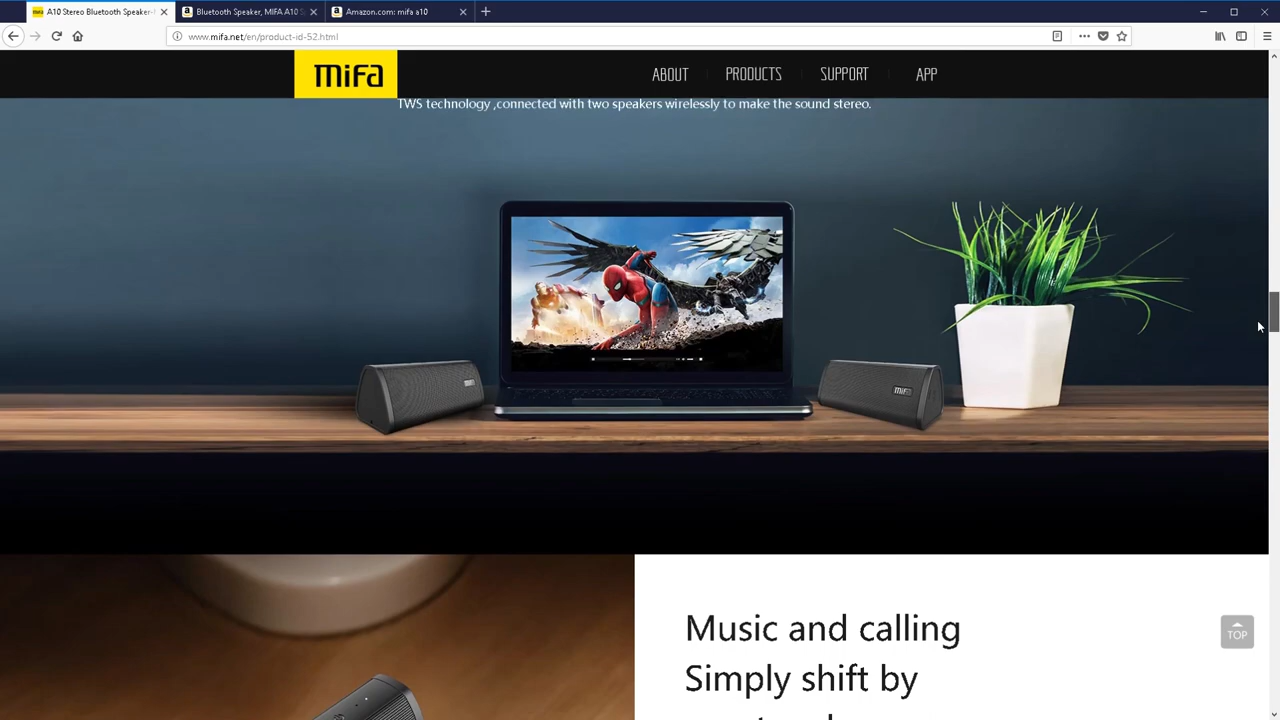 A10 Stereo Bluetooth Speaker-
Bluetooth Speaker, MIFA A10 S
Amazon.com: mifa a10
www.mifa.net/en/product-id-52.html
mifa
ABOUT
PRODUCTS
SUPPORT
APP
TWS technology ,connected with two speakers wirelessly to make the sound stereo.
mifa
mifa
Music and calling
Simply shift by
TOP